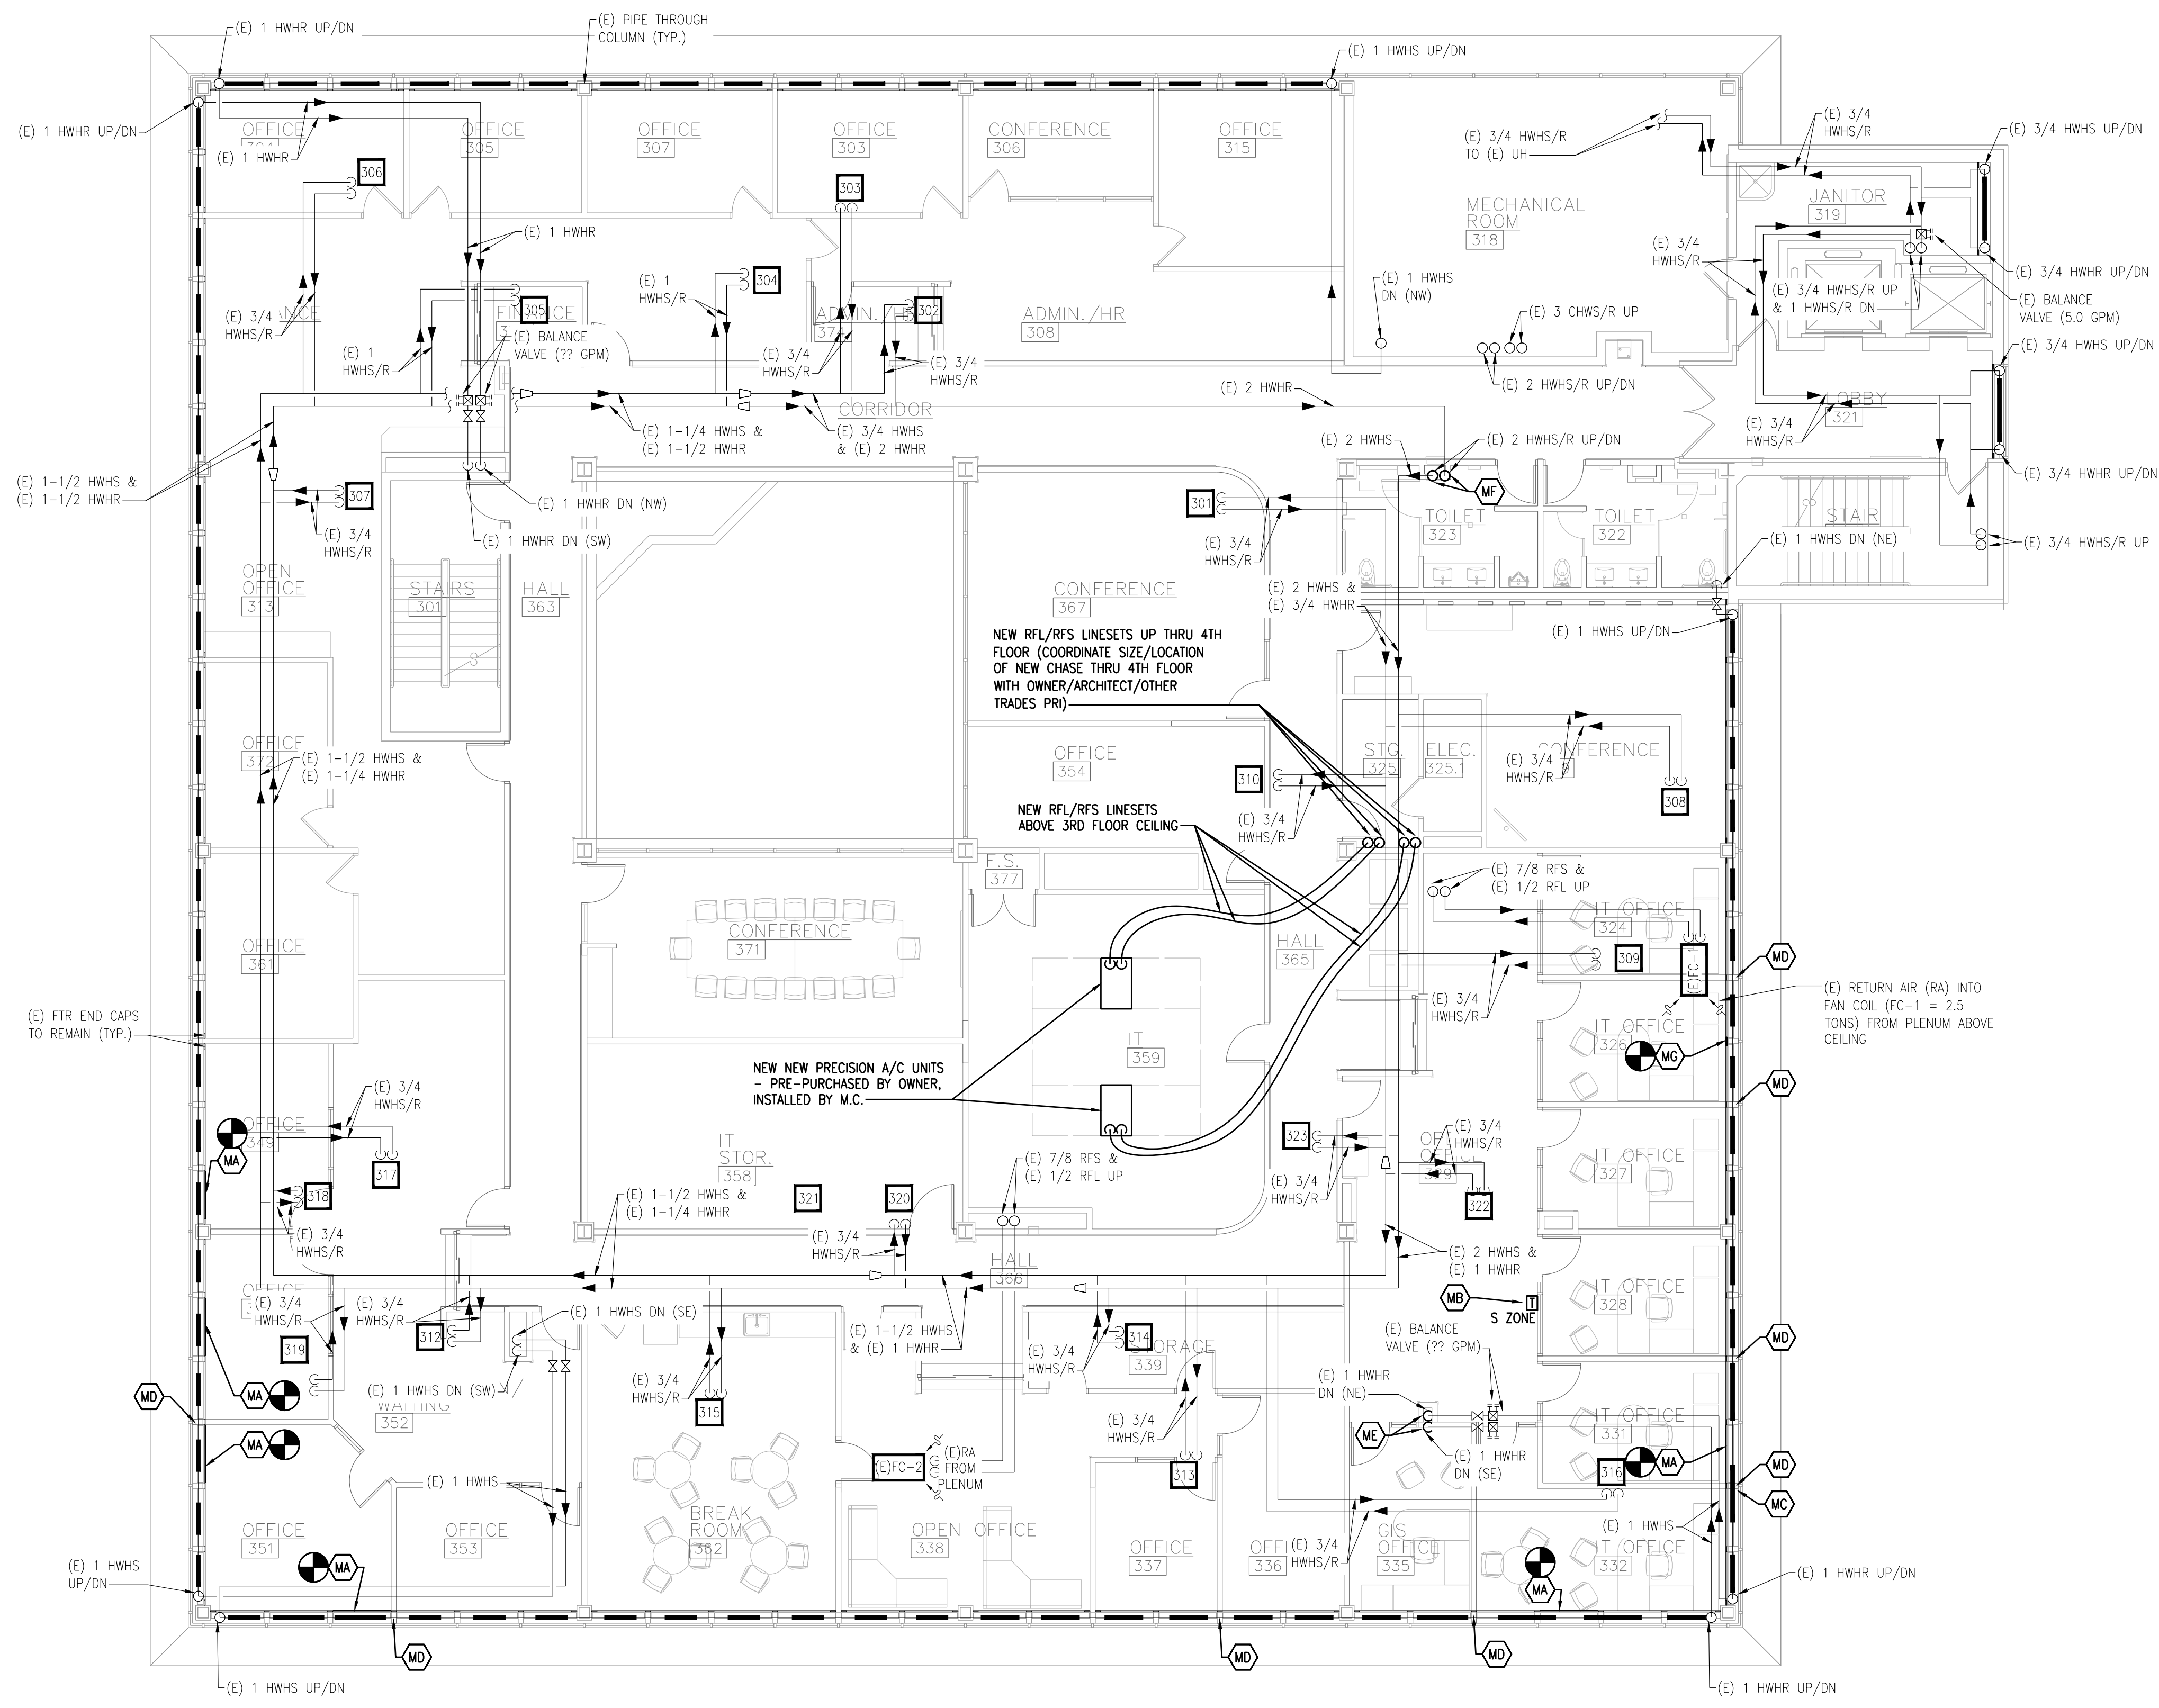 (E) 1 HWHR UP/DN
(E) PIPE THROUGH
COLUMN (TYP.)
(E) 1 HWHS UP/DN
(E) 1 HWHR UP/DN
OFFICE
(E) 1 HWHR
OFFICE
305
OFFICE
307
OFFICE
303
CONFERENCE
306
OFFICE
315
(E) 3/4 HWHS/R
TO (E) UH
(E) 3/4
HWHS/R
(E) 3/4 HWHS UP/DN
306
303
MECHANICAL
ROOM
318
JANITOR
319
(E) 1 HWHR
(E) 3/4
HWHS/R
(E) 3/4 HWHR UP/DN
(E) 1
HWHS/R
304
(E) 1 HWHS
DN (NW)
(E) 3/4 HWHS/R UP
& 1 HWHS/R DN
(E) BALANCE
VALVE (5.0 GPM)
(E) 3/4
HWHS/R
305
302
ADMIN./HR
308
(E) 3 CHWS/R UP
(E) BALANCE
VALVE (?? GPM)
(E) 1
HWHS/R
(E) 3/4
HWHS/R
(E) 3/4
HWHS/R
(E) 3/4 HWHS UP/DN
(E) 2 HWHR
(E) 2 HWHS/R UP/DN
CORRIDOR
LOBBY
321
(E) 1-1/4 HWHS &
(E) 1-1/2 HWHR
(E) 3/4 HWHS
& (E) 2 HWHR
(E) 2 HWHS
(E) 2 HWHS/R UP/DN
(E) 3/4
HWHS/R
(E) 3/4 HWHR UP/DN
(E) 1-1/2 HWHS &
(E) 1-1/2 HWHR
307
(E) 1 HWHR DN (NW)
301
MF
TOILET
323
TOILET
322
STAIR
(E) 3/4
HWHS/R
(E) 1 HWHR DN (SW)
(E) 3/4
HWHS/R
(E) 1 HWHS DN (NE)
(E) 3/4 HWHS/R UP
OPEN
OFFICE
313
STAIRS
301
HALL
363
CONFERENCE
367
(E) 2 HWHS &
(E) 3/4 HWHR
S
(E) 1 HWHS UP/DN
NEW RFL/RFS LINESETS UP THRU 4TH
FLOOR (COORDINATE SIZE/LOCATION
OF NEW CHASE THRU 4TH FLOOR
WITH OWNER/ARCHITECT/OTHER
TRADES PRI)
OFFICE
372
(E) 1-1/2 HWHS &
(E) 1-1/4 HWHR
OFFICE
354
310
STG.
325
ELEC.
325.1
CONFERENCE
(E) 3/4
HWHS/R
308
NEW RFL/RFS LINESETS
ABOVE 3RD FLOOR CEILING
(E) 3/4
HWHS/R
F.S.
377
(E) 7/8 RFS &
(E) 1/2 RFL UP
OFFICE
361
CONFERENCE
371
HALL
365
IT OFFICE
324
309
(E)FC-1
MD
(E) 3/4
HWHS/R
(E) RETURN AIR (RA) INTO
FAN COIL (FC-1 = 2.5
TONS) FROM PLENUM ABOVE
CEILING
(E) FTR END CAPS
TO REMAIN (TYP.)
IT
359
IT OFFICE
326
MG
NEW NEW PRECISION A/C UNITS
- PRE-PURCHASED BY OWNER,
INSTALLED BY M.C.
MD
(E) 3/4
HWHS/R
OFFICE
349
MA
317
318
IT
STOR.
358
323
(E) 3/4
HWHS/R
329
IT OFFICE
327
(E) 7/8 RFS &
(E) 1/2 RFL UP
(E) 3/4
HWHS/R
322
(E) 1-1/2 HWHS &
(E) 1-1/4 HWHR
321
320
(E) 3/4
HWHS/R
(E) 3/4
HWHS/R
HALL
366
(E) 2 HWHS &
(E) 1 HWHR
IT OFFICE
328
MB
T
S ZONE
(E) 3/4
HWHS/R
(E) 3/4
HWHS/R
312
(E) 1 HWHS DN (SE)
(E) 1-1/2 HWHS
& (E) 1 HWHR
314
STORAGE
339
(E) 3/4
HWHS/R
(E) BALANCE
VALVE (?? GPM)
MD
319
MA
MD
(E) 1 HWHS DN (SW)
WAITING
352
(E) 3/4
HWHS/R
315
(E) 1 HWHR
DN (NE)
(E) 3/4
HWHS/R
ME
IT OFFICE
331
MA
(E)FC-2
(E)RA
FROM
PLENUM
313
(E) 1 HWHR
DN (SE)
316
MA
MD
MC
(E) 1 HWHS
OFFICE
351
OFFICE
353
BREAK
ROOM
362
OPEN OFFICE
338
OFFICE
337
336
(E) 3/4
HWHS/R
GIS
OFFICE
335
(E) 1 HWHS
IT OFFICE
332
MA
(E) 1 HWHS
UP/DN
MA
(E) 1 HWHR UP/DN
MD
MD
MD
(E) 1 HWHS UP/DN
(E) 1 HWHR UP/DN